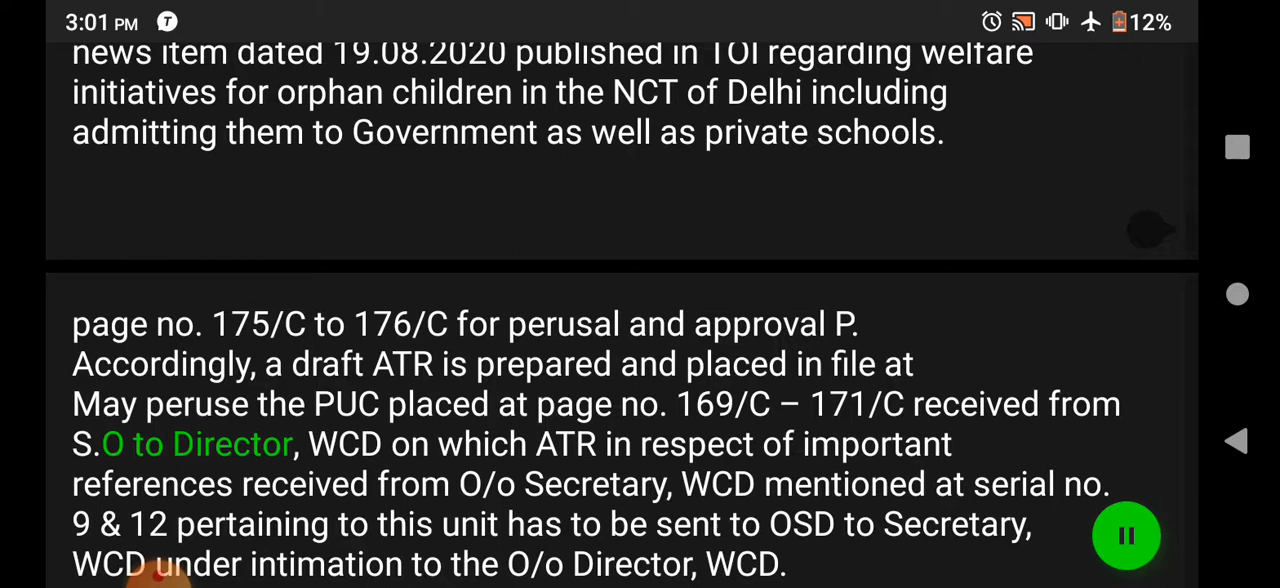 3:01 PM T 12%
news item dated 19.08.2020 published in TOI regarding welfare
initiatives for orphan children in the NCT of Delhi including
admitting them to Government as well as private schools.
page no. 175/C to 176/C for perusal and approval P.
Accordingly, a draft ATR is prepared and placed in file at
May peruse the PUC placed at page no. 169/C – 171/C received from
S.O to Director, WCD on which ATR in respect of important
references received from O/o Secretary, WCD mentioned at serial no.
9 & 12 pertaining to this unit has to be sent to OSD to Secretary,
WCD under intimation to the O/o Director, WCD.